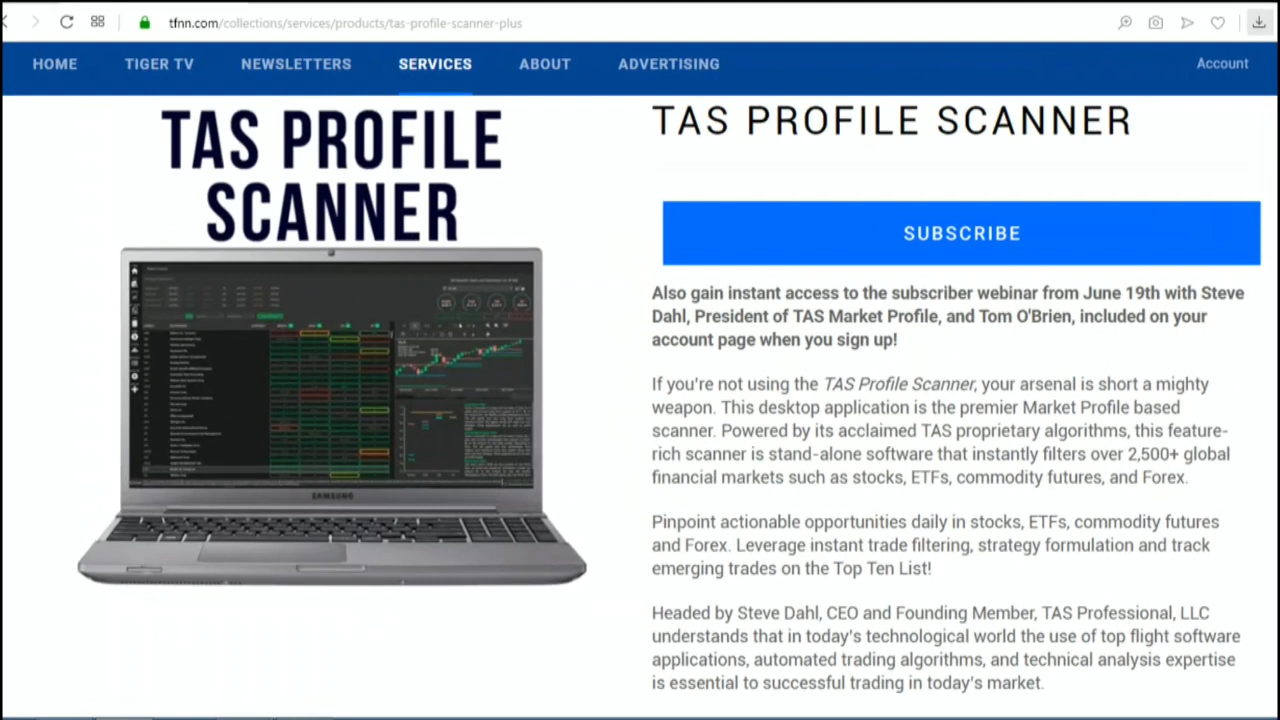 tfnn.com/collections/services/products/tas-profile-scanner-plus
HOME TIGER TV NEWSLETTERS SERVICES ABOUT ADVERTISING Account
TAS PROFILE
SCANNER
SAMSUNG
TAS PROFILE SCANNER
SUBSCRIBE
Also gain instant access to the subscriber webinar from June 19th with Steve
Dahl, President of TAS Market Profile, and Tom O'Brien, included on your
account page when you sign up!
If you're not using the TAS Profile Scanner, your arsenal is short a mighty
weapon. This desktop application is the premier Market Profile based
scanner. Powered by its acclaimed TAS proprietary algorithms, this feature-
rich scanner is stand-alone software that instantly filters over 2,500+ global
financial markets such as stocks, ETFs, commodity futures, and Forex.
Pinpoint actionable opportunities daily in stocks, ETFs, commodity futures
and Forex. Leverage instant trade filtering, strategy formulation and track
emerging trades on the Top Ten List!
Headed by Steve Dahl, CEO and Founding Member, TAS Professional, LLC
understands that in today's technological world the use of top flight software
applications, automated trading algorithms, and technical analysis expertise
is essential to successful trading in today's market.